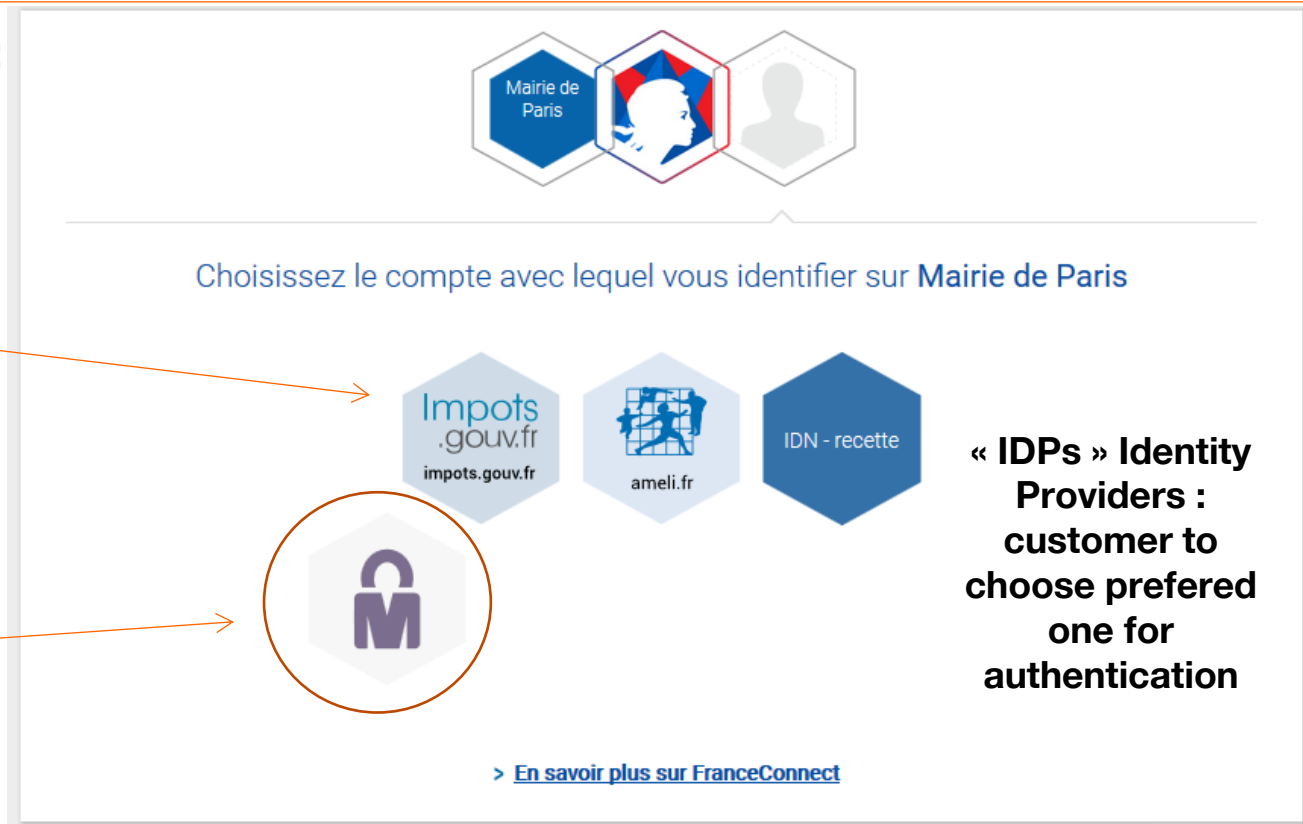 Mairie de
Paris
Choisissez le compte avec lequel vous identifier sur Mairie de Paris
Impots
.gouv.fr
impots.gouv.fr
ameli.fr
IDN - recette
M
« IDPs » Identity
Providers :
customer to
choose prefered
one for
authentication
> En savoir plus sur FranceConnect